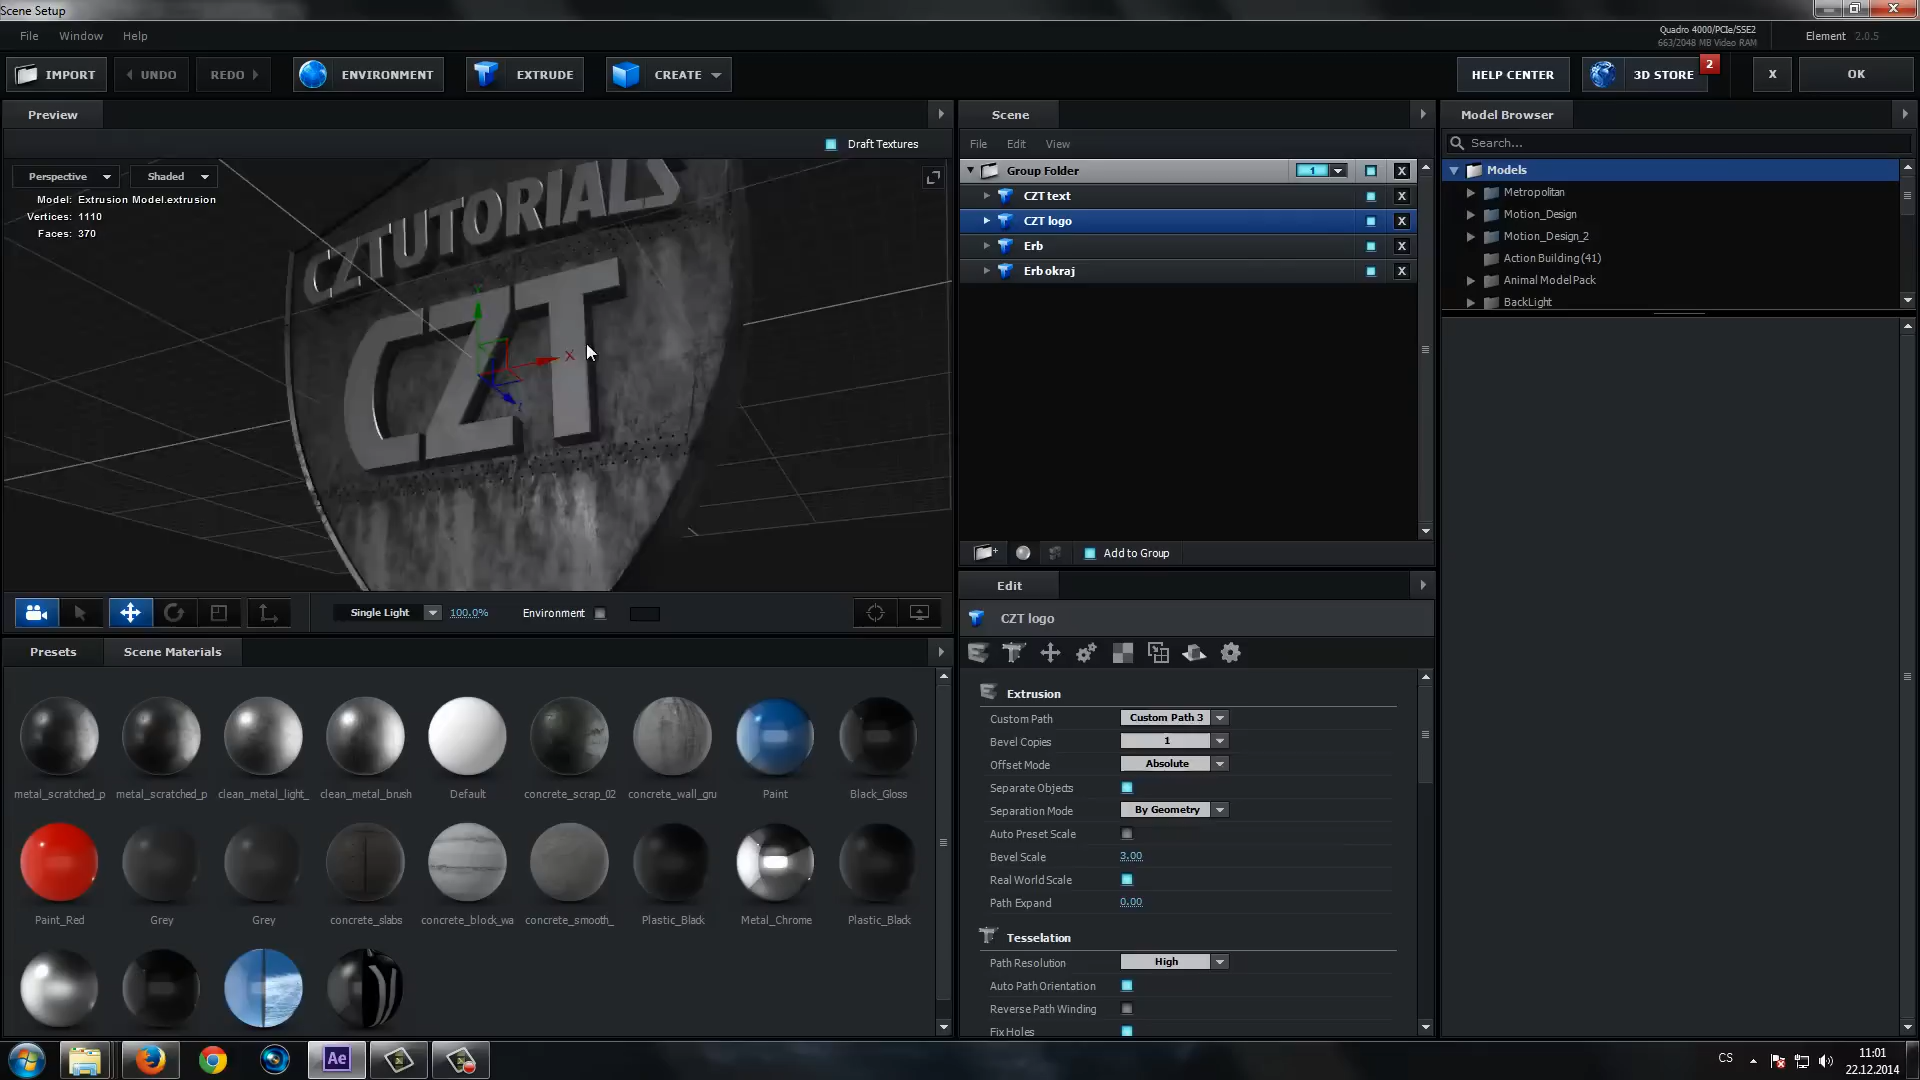 Scene Setup
File Window Help
Quadro 4000/PCIe/SSE2
663/2048 MB Video RAM
Element 2.0.5
IMPORT UNDO REDO ENVIRONMENT EXTRUDE CREATE HELP CENTER 3D STORE 2 X OK
Preview
Draft Textures
Perspective Shaded
Model: Extrusion Model.extrusion
Vertices: 1110
Faces: 370
CZTUTORIALS
CZT
X
Single Light 100.0% Environment
Presets Scene Materials
metal_scratched_p metal_scratched_p clean_metal_light_ clean_metal_brush Default concrete_scrap_02 concrete_wall_gru Paint Black_Gloss
Paint_Red Grey Grey concrete_slabs concrete_block_wa concrete_smooth_ Plastic_Black Metal_Chrome Plastic_Black
Scene
File Edit View
Group Folder 1 X
CZT text X
CZT logo X
Erb X
Erb okraj X
Add to Group
Edit
CZT logo
Extrusion
Custom Path Custom Path 3
Bevel Copies 1
Offset Mode Absolute
Separate Objects
Separation Mode By Geometry
Auto Preset Scale
Bevel Scale 3.00
Real World Scale
Path Expand 0.00
Tesselation
Path Resolution High
Auto Path Orientation
Reverse Path Winding
Fix Holes
Model Browser
Search...
Models
Metropolitan
Motion_Design
Motion_Design_2
Action Building (41)
Animal Model Pack
BackLight
Ae
CS
11:01
22.12.2014